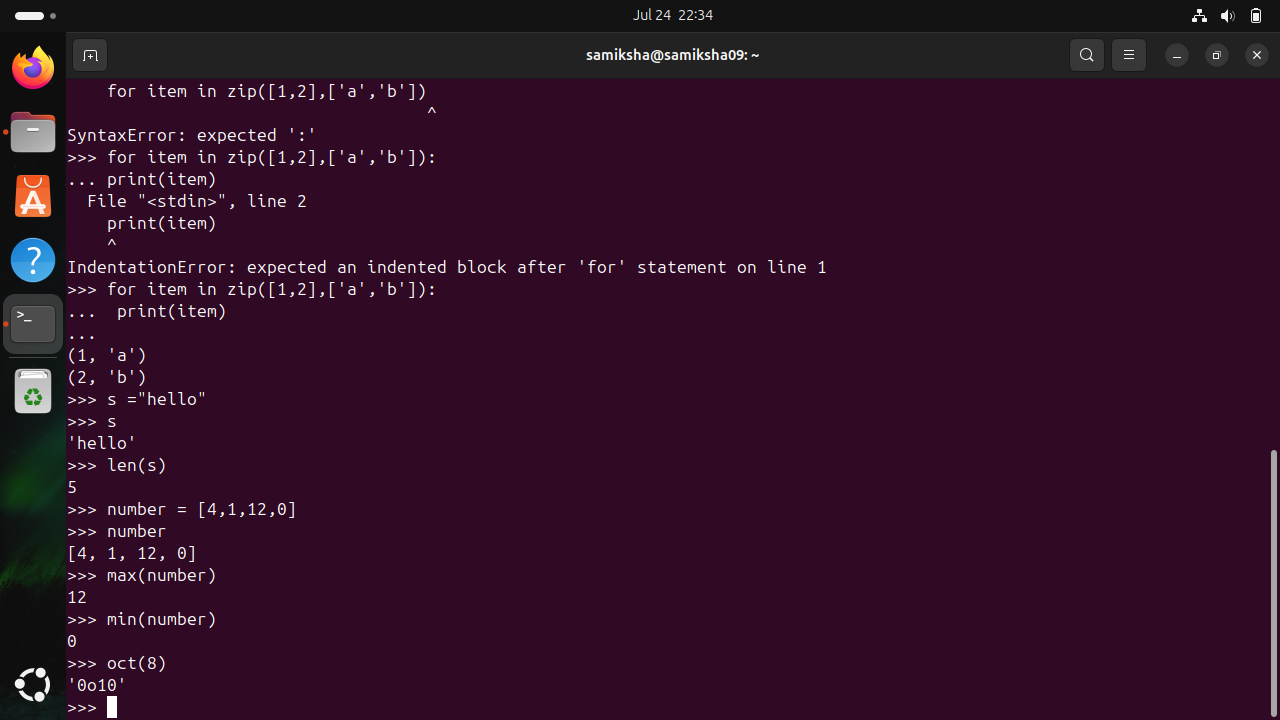 Jul 24 22:34
samiksha@samiksha09: ~
    for item in zip([1,2],['a','b'])
                                    ^
SyntaxError: expected ':'
>>> for item in zip([1,2],['a','b']):
... print(item)
  File "<stdin>", line 2
    print(item)
    ^
IndentationError: expected an indented block after 'for' statement on line 1
>>> for item in zip([1,2],['a','b']):
...  print(item)
...
(1, 'a')
(2, 'b')
>>> s ="hello"
>>> s
'hello'
>>> len(s)
5
>>> number = [4,1,12,0]
>>> number
[4, 1, 12, 0]
>>> max(number)
12
>>> min(number)
0
>>> oct(8)
'0o10'
>>>